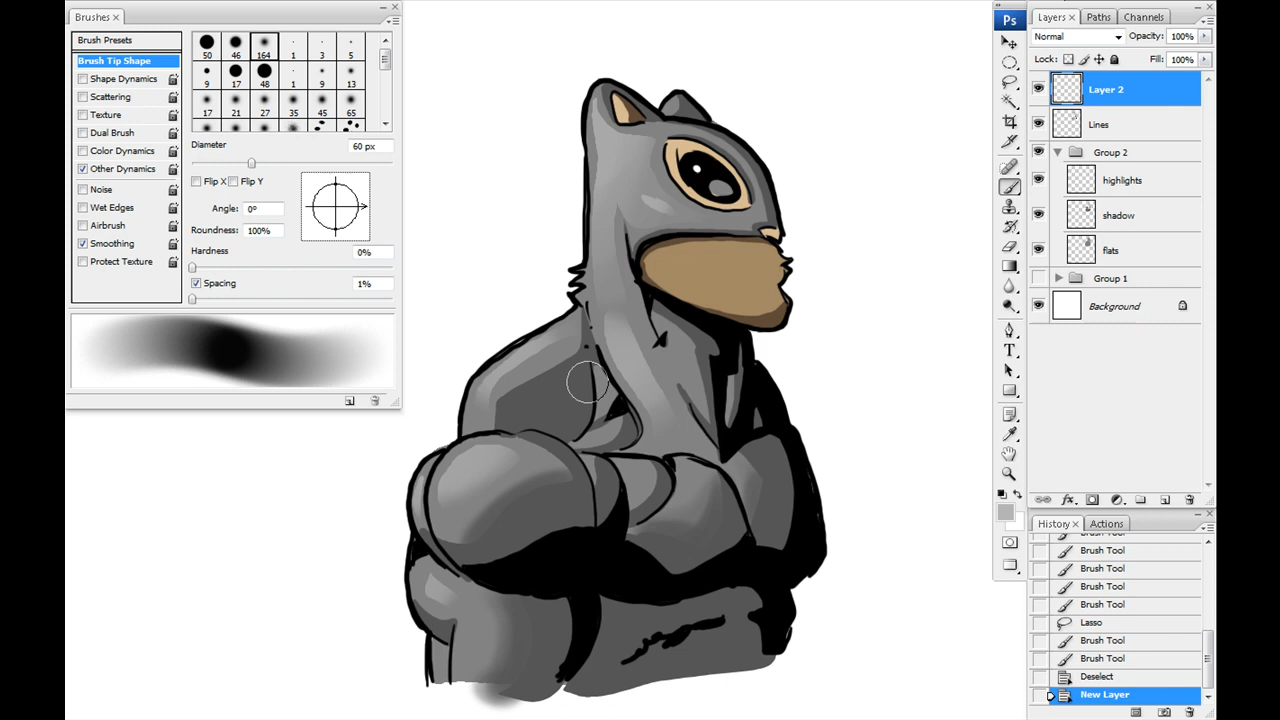 Brushes ×
Brush Presets
Brush Tip Shape
Shape Dynamics
Scattering
Texture
Dual Brush
Color Dynamics
Other Dynamics
Noise
Wet Edges
Airbrush
Smoothing
Protect Texture
50 46 164 1 3 5
9 17 48 1 9 13
17 21 27 35 45 65
Diameter 60 px
Flip X Flip Y
Angle: 0°
Roundness: 100%
Hardness 0%
Spacing 1%
Ps
T
Layers × Paths Channels
Normal Opacity: 100%
Lock: Fill: 100%
Layer 2
Lines
Group 2
highlights
shadow
flats
Group 1
Background
fx
History × Actions
Brush Tool
Brush Tool
Brush Tool
Brush Tool
Brush Tool
Lasso
Brush Tool
Brush Tool
Deselect
New Layer